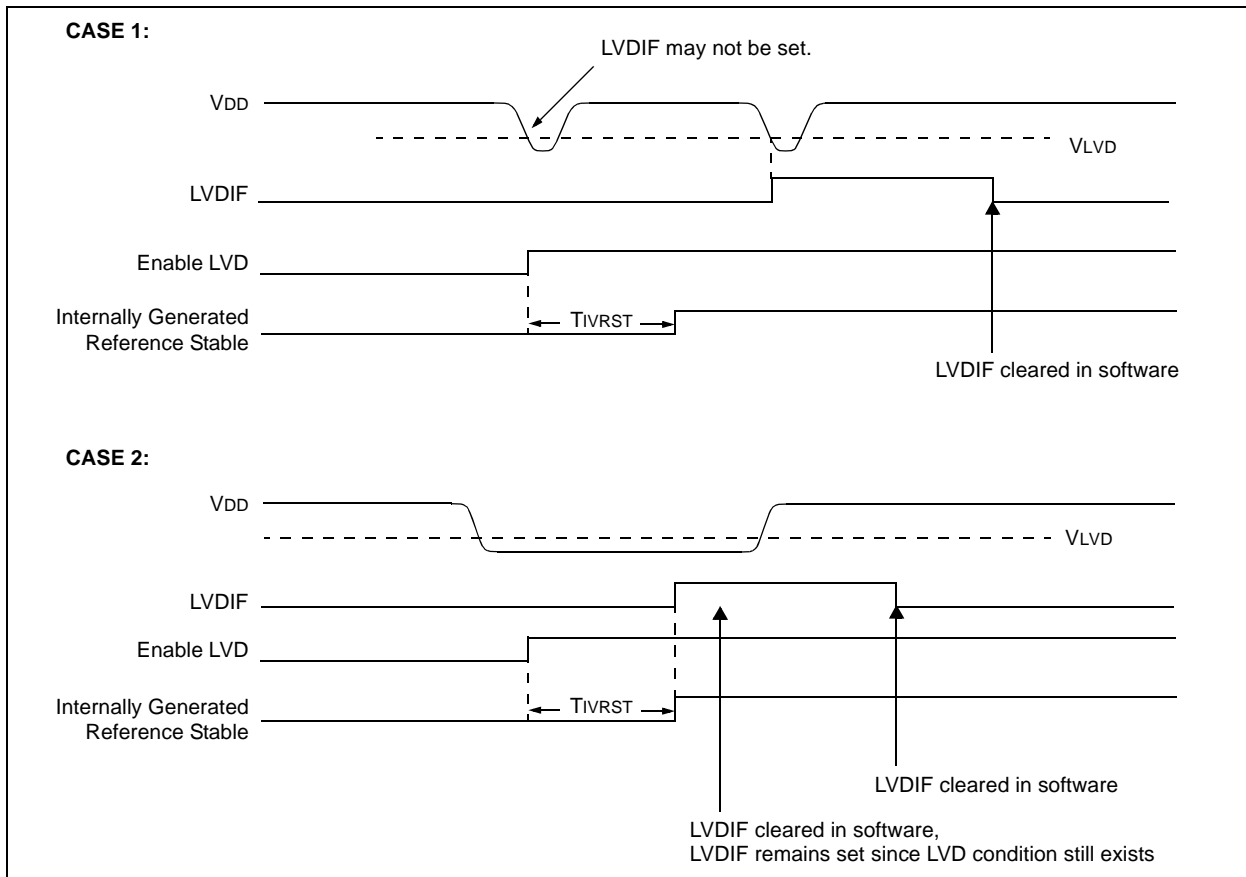 CASE 1:
LVDIF may not be set.
VDD
VLVD
LVDIF
Enable LVD
Internally Generated
Reference Stable
TIVRST
LVDIF cleared in software
CASE 2:
VDD
VLVD
LVDIF
Enable LVD
Internally Generated
Reference Stable
TIVRST
LVDIF cleared in software
LVDIF cleared in software,
LVDIF remains set since LVD condition still exists